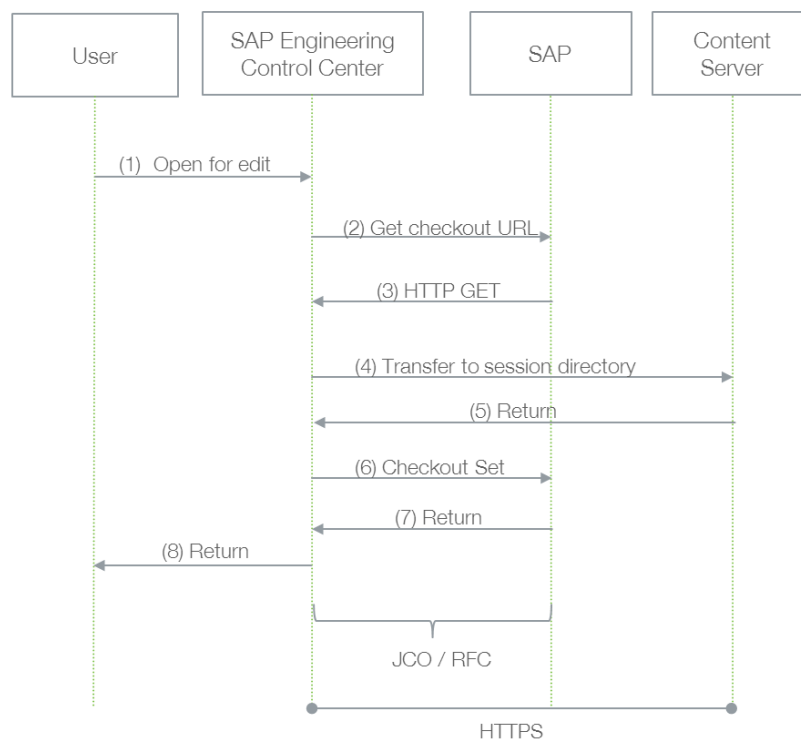 User
SAP Engineering
Control Center
SAP
Content
Server
(1) Open for edit
(2) Get checkout URL
(3) HTTP GET
(4) Transfer to session directory
(5) Return
(6) Checkout Set
(7) Return
(8) Return
JCO / RFC
HTTPS